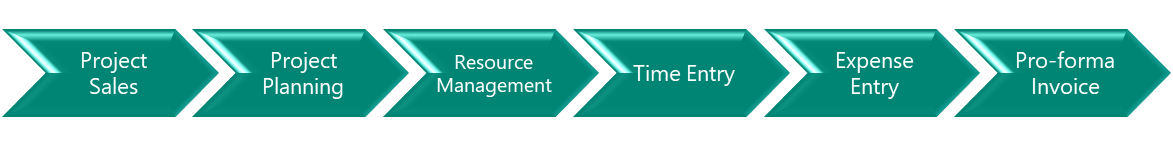 Project
Sales
Project
Planning
Resource
Management
Time Entry
Expense
Entry
Pro-forma
Invoice